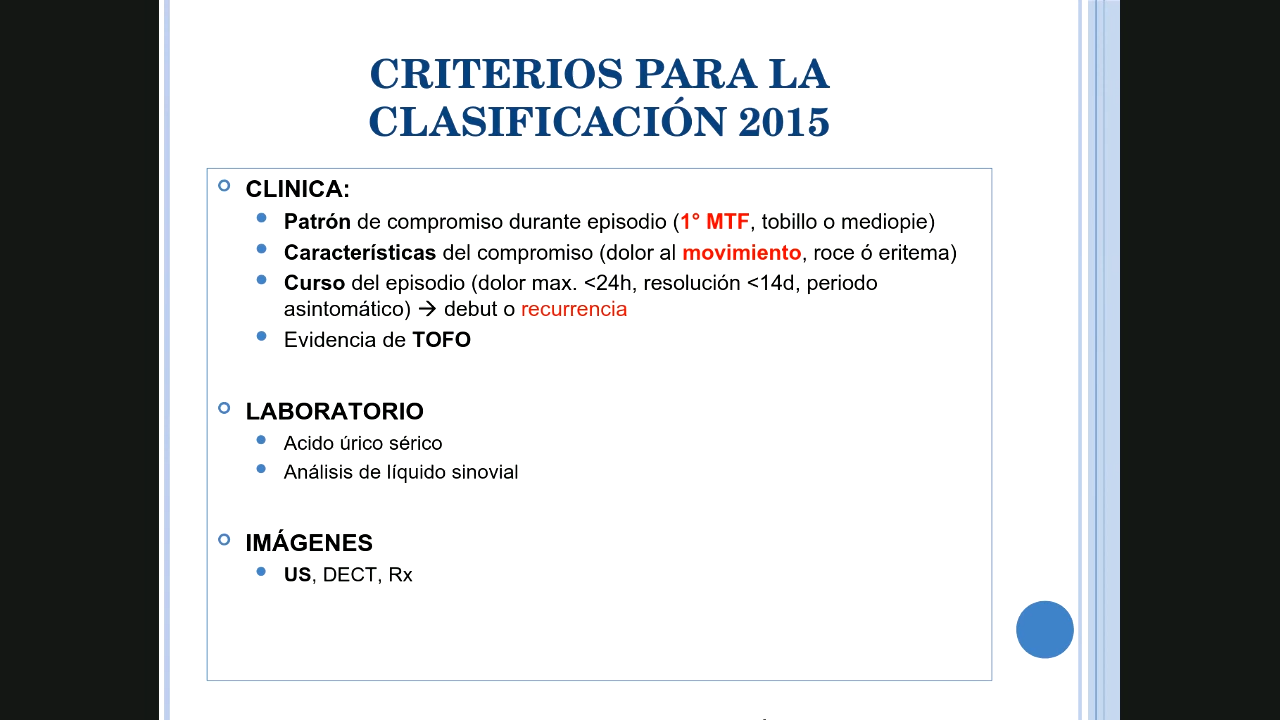 CRITERIOS PARA LA
CLASIFICACIÓN 2015
CLINICA:
Patrón de compromiso durante episodio (1° MTF, tobillo o mediopie)
Características del compromiso (dolor al movimiento, roce ó eritema)
Curso del episodio (dolor max. <24h, resolución <14d, periodo
asintomático) → debut o recurrencia
Evidencia de TOFO
LABORATORIO
Acido úrico sérico
Análisis de líquido sinovial
IMÁGENES
US, DECT, Rx